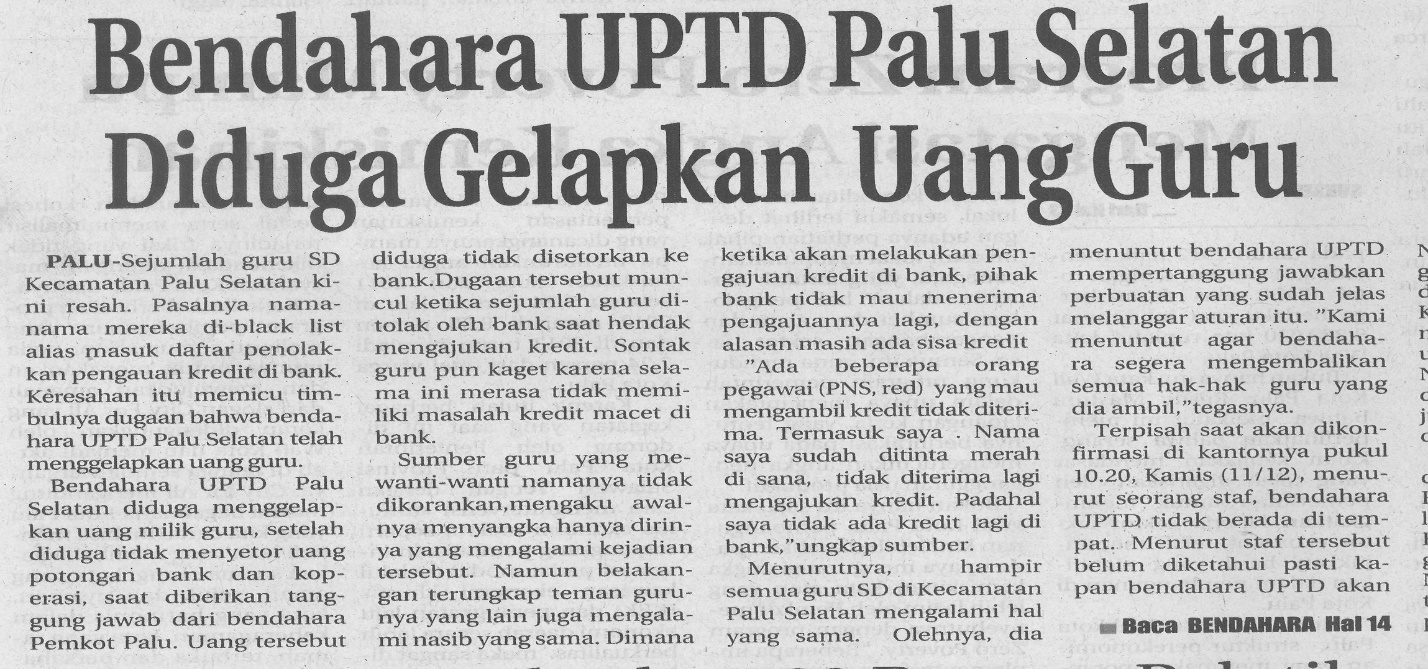 Bendahara UPTD Palu Selatan
Diduga Gelapkan Uang Guru
PALU-Sejumlah guru SD
Kecamatan Palu Selatan ki-
ni resah. Pasalnya nama-
nama mereka di-black list
alias masuk daftar penolak-
kan pengauan kredit di bank.
Keresahan itu memicu tim-
bulnya dugaan bahwa benda-
hara UPTD Palu Selatan telah
menggelapkan uang guru.
Bendahara UPTD Palu
Selatan diduga menggelap-
kan uang milik guru, setelah
diduga tidak menyetor uang
potongan bank dan kop-
erasi, saat diberikan tang-
gung jawab dari bendahara
Pemkot Palu. Uang tersebut
diduga tidak disetorkan ke
bank.Dugaan tersebut mun-
cul ketika sejumlah guru di-
tolak oleh bank saat hendak
mengajukan kredit. Sontak
guru pun kaget karena sela-
ma ini merasa tidak memi-
liki masalah kredit macet di
bank.
Sumber guru yang me-
wanti-wanti namanya tidak
dikorankan,mengaku awal-
nya menyangka hanya dirin-
ya yang mengalami kejadian
tersebut. Namun belakan-
gan terungkap teman guru-
nya yang lain juga mengala-
mi nasib yang sama. Dimana
ketika akan melakukan pen-
gajuan kredit di bank, pihak
bank tidak mau menerima
pengajuannya lagi, dengan
alasan masih ada sisa kredit
"Ada beberapa orang
pegawai (PNS, red) yang mau
mengambil kredit tidak diteri-
ma. Termasuk saya . Nama
saya sudah ditinta merah
di sana, tidak diterima lagi
mengajukan kredit. Padahal
saya tidak ada kredit lagi di
bank,"ungkap sumber.
Menurutnya, hampir
semua guru SD di Kecamatan
Palu Selatan mengalami hal
yang sama. Olehnya, dia
menuntut bendahara UPTD
mempertanggung jawabkan
perbuatan yang sudah jelas
melanggar aturan itu. "Kami
menuntut agar bendaha-
ra segera mengembalikan
semua hak-hak guru yang
dia ambil,"tegasnya.
Terpisah saat akan dikon-
firmasi di kantornya pukul
10.20, Kamis (11/12), menu-
rut seorang staf, bendahara
UPTD tidak berada di tem-
pat. Menurut staf tersebut
belum diketahui pasti ka-
pan bendahara UPTD akan
Baca BENDAHARA Hal 14